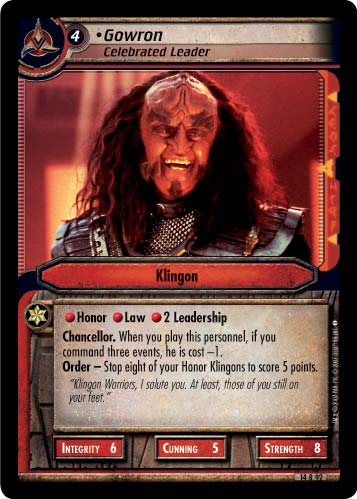 4
•Gowron
Celebrated Leader
Klingon
Honor Law 2 Leadership
Chancellor. When you play this personnel, if you
command three events, he is cost –1.
Order – Stop eight of your Honor Klingons to score 5 points.
"Klingon Warriors, I salute you. At least, those of you still on
your feet."
INTEGRITY 6 CUNNING 5 STRENGTH 8
14 R 92